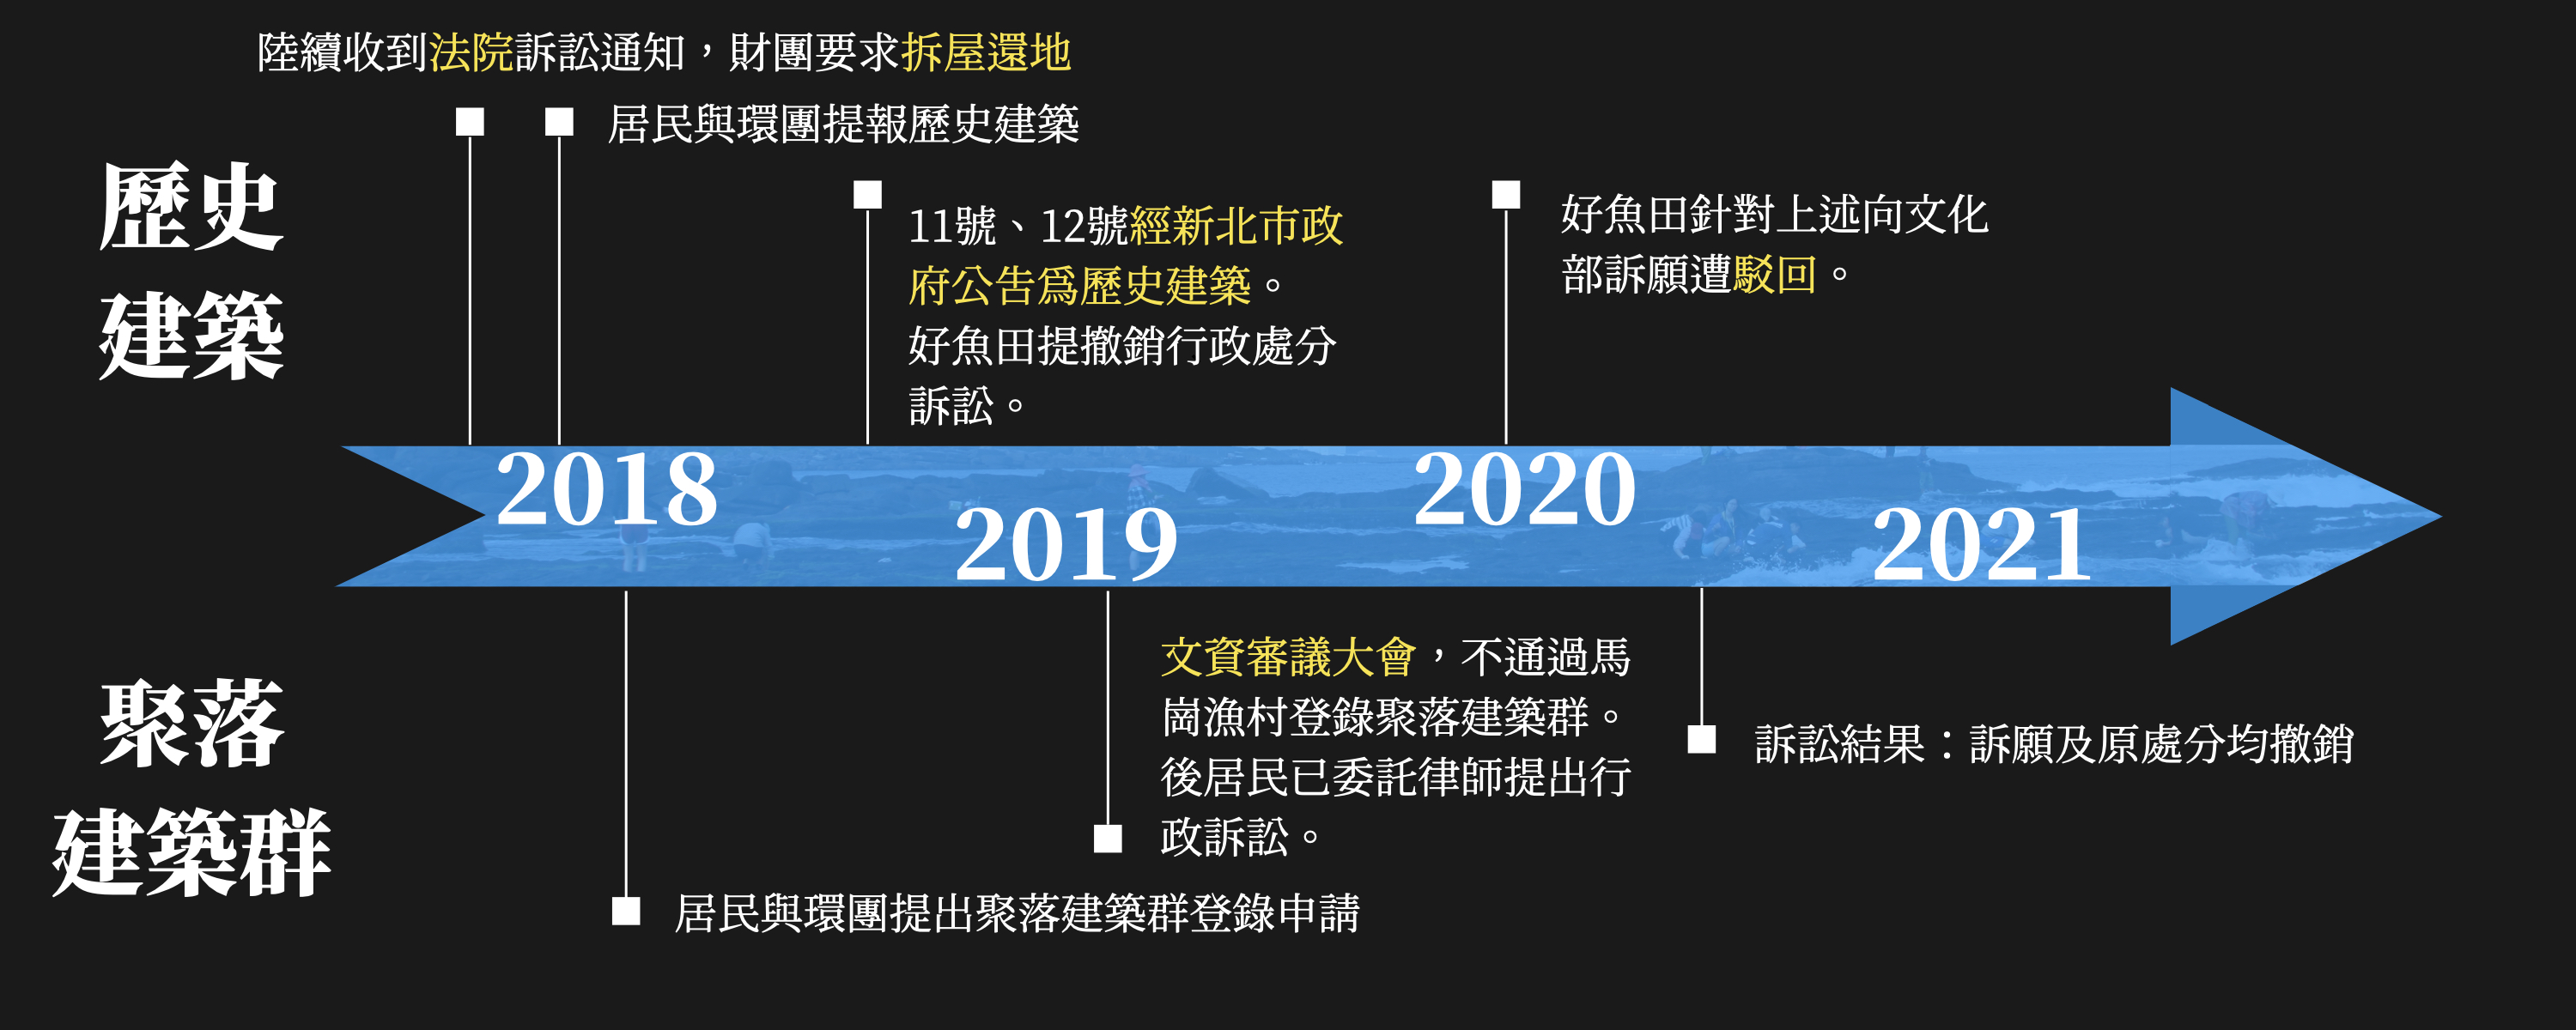 陸續收到法院訴訟通知，財團要求拆屋還地
居民與環團提報歷史建築
歷史
建築
11號、12號經新北市政
府公告爲歷史建築。
好魚田提撤銷行政處分
訴訟。
好魚田針對上述向文化
部訴願遭駁回。
2018
2019
2020
2021
聚落
建築群
文資審議大會，不通過馬
崗漁村登錄聚落建築群。
後居民已委託律師提出行
政訴訟。
訴訟結果：訴願及原處分均撤銷
居民與環團提出聚落建築群登錄申請